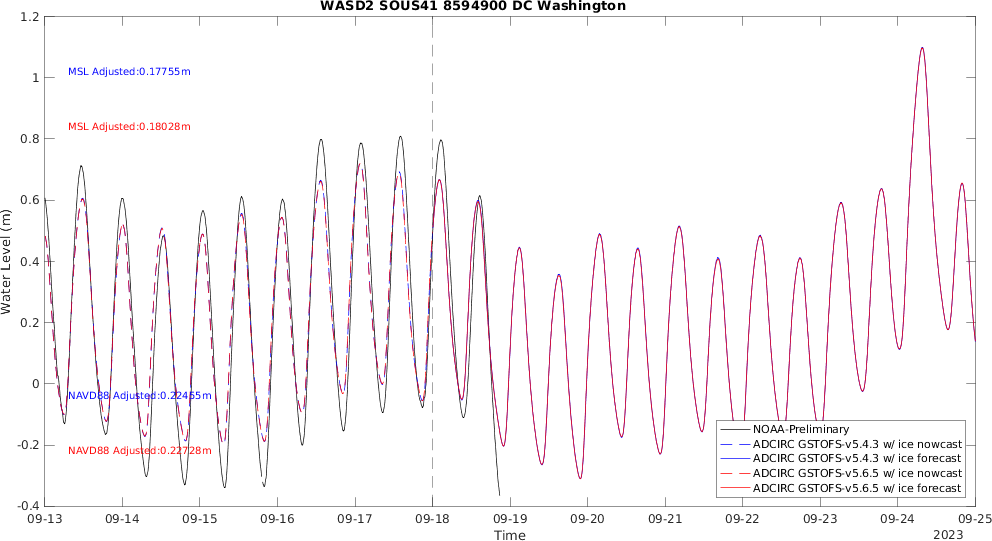 WASD2 SOUS41 8594900 DC Washington
1.2
1
0.8
0.6
0.4
0.2
0
-0.2
-0.4
Water Level (m)
MSL Adjusted:0.17755m
MSL Adjusted:0.18028m
NAVD88 Adjusted:0.22455m
NAVD88 Adjusted:0.22728m
NOAA-Preliminary
ADCIRC GSTOFS-v5.4.3 w/ ice nowcast
ADCIRC GSTOFS-v5.4.3 w/ ice forecast
ADCIRC GSTOFS-v5.6.5 w/ ice nowcast
ADCIRC GSTOFS-v5.6.5 w/ ice forecast
09-13 09-14 09-15 09-16 09-17 09-18 09-19 09-20 09-21 09-22 09-23 09-24 09-25
Time
2023